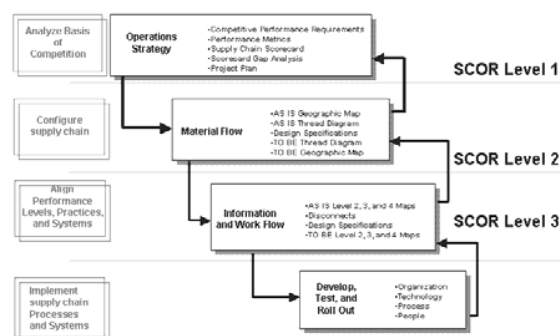 Analyze Basis
of
Competition
Operations
Strategy
•Competitive Performance Requirements
•Performance Metrics
•Supply Chain Scorecard
•Scorecard Gap Analysis
•Project Plan
SCOR Level 1
Configure
supply chain
Material Flow
•AS IS Geographic Map
•AS IS Thread Diagram
•Design Specifications
•TO BE Thread Diagram
•TO BE Geographic Map
SCOR Level 2
Align
Performance
Levels, Practices,
and Systems
Information
and Work Flow
•AS IS Level 2, 3, and 4 Maps
•Disconnects
•Design Specifications
•TO BE Level 2, 3, and 4 Maps
SCOR Level 3
Implement
supply chain
Processes
and Systems
Develop,
Test, and
Roll Out
•Organization
•Technology
•Process
•People